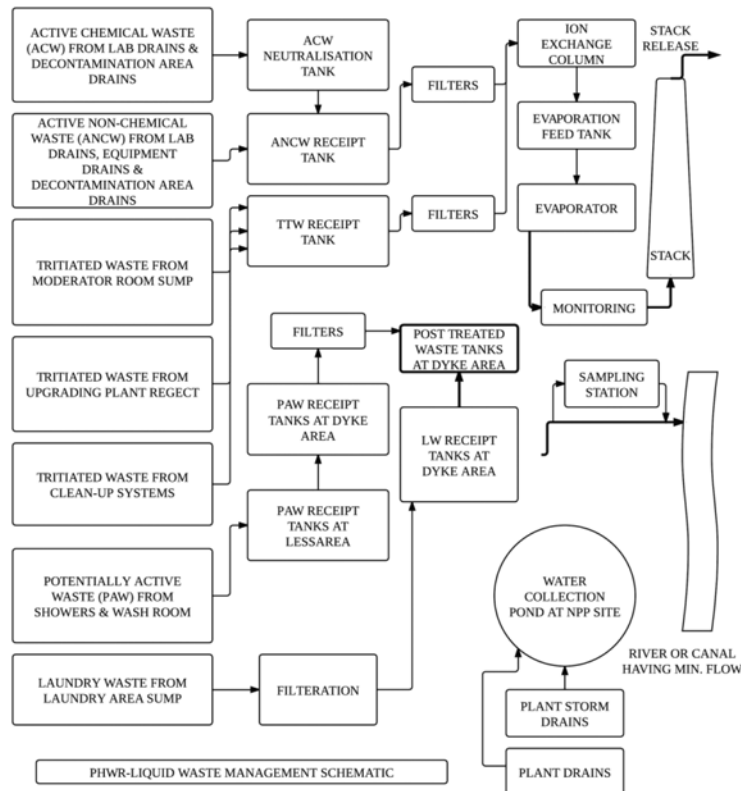 ACTIVE CHEMICAL WASTE
(ACW) FROM LAB DRAINS &
DECONTAMINATION AREA
DRAINS
ACW
NEUTRALISATION
TANK
FILTERS
ION
EXCHANGE
COLUMN
STACK
RELEASE
ACTIVE NON-CHEMICAL
WASTE (ANCW) FROM LAB
DRAINS, EQUIPMENT
DRAINS &
DECONTAMINATION AREA
DRAINS
ANCW RECEIPT
TANK
EVAPORATION
FEED TANK
TTW RECEIPT
TANK
FILTERS
EVAPORATOR
STACK
TRITIATED WASTE FROM
MODERATOR ROOM SUMP
MONITORING
FILTERS
POST TREATED
WASTE TANKS
AT DYKE AREA
TRITIATED WASTE FROM
UPGRADING PLANT REGECT
PAW RECEIPT
TANKS AT DYKE
AREA
SAMPLING
STATION
LW RECEIPT
TANKS AT
DYKE AREA
TRITIATED WASTE FROM
CLEAN-UP SYSTEMS
PAW RECEIPT
TANKS AT
LESSAREA
POTENTIALLY ACTIVE
WASTE (PAW) FROM
SHOWERS & WASH ROOM
WATER
COLLECTION
POND AT NPP SITE
RIVER OR CANAL
HAVING MIN. FLOW
LAUNDRY WASTE FROM
LAUNDRY AREA SUMP
FILTERATION
PLANT STORM
DRAINS
PLANT DRAINS
PHWR-LIQUID WASTE MANAGEMENT SCHEMATIC